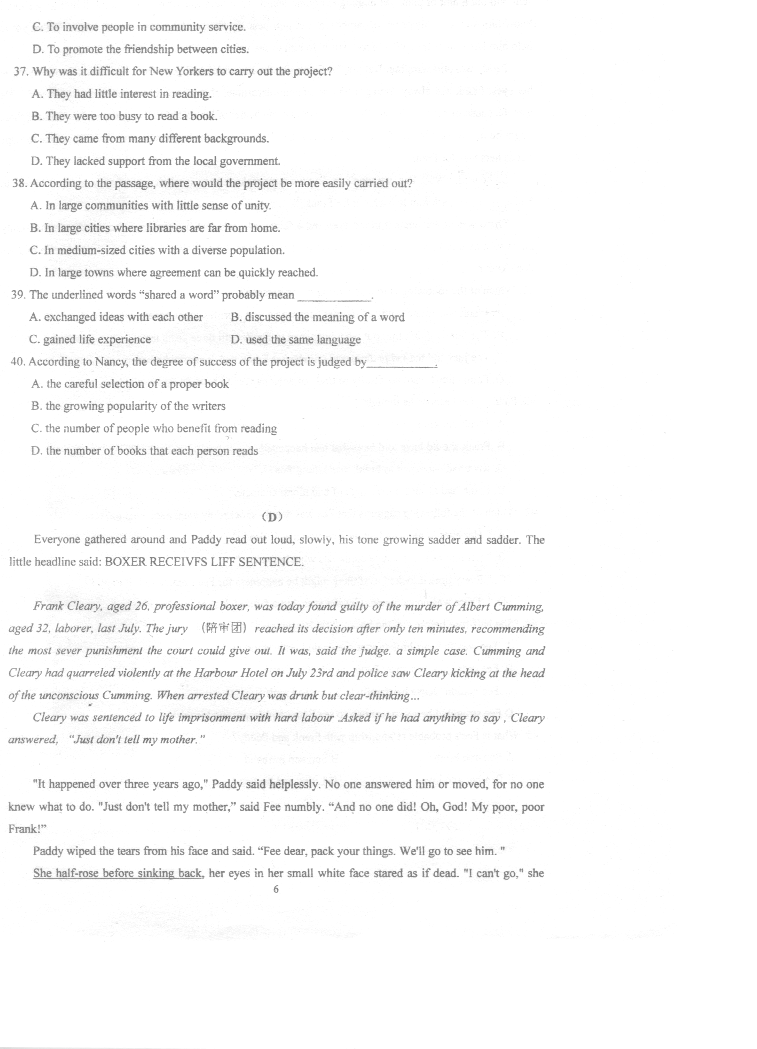 C. To involve people in community service.
D. To promote the friendship between cities.
37. Why was it difficult for New Yorkers to carry out the project?
A. They had little interest in reading.
B. They were too busy to read a book.
C. They came from many different backgrounds.
D. They lacked support from the local government.
38. According to the passage, where would the project be more easily carried out?
A. In large communities with little sense of unity.
B. In large cities where libraries are far from home.
C. In medium-sized cities with a diverse population.
D. In large towns where agreement can be quickly reached.
39. The underlined words “shared a word” probably mean ____________.
A. exchanged ideas with each other B. discussed the meaning of a word
C. gained life experience D. used the same language
40. According to Nancy, the degree of success of the project is judged by___________.
A. the careful selection of a proper book
B. the growing popularity of the writers
C. the number of people who benefit from reading
D. the number of books that each person reads
(D)
Everyone gathered around and Paddy read out loud, slowly, his tone growing sadder and sadder. The
little headline said: BOXER RECEIVFS LIFF SENTENCE.
Frank Cleary, aged 26, professional boxer, was today found guilty of the murder of Albert Cumming,
aged 32, laborer, last July. The jury (陪审团) reached its decision after only ten minutes, recommending
the most sever punishment the court could give out. It was, said the judge. a simple case. Cumming and
Cleary had quarreled violently at the Harbour Hotel on July 23rd and police saw Cleary kicking at the head
of the unconscious Cumming. When arrested Cleary was drunk but clear-thinking…
Cleary was sentenced to life imprisonment with hard labour .Asked if he had anything to say , Cleary
answered, “Just don't tell my mother.”
"It happened over three years ago," Paddy said helplessly. No one answered him or moved, for no one
knew what to do. "Just don't tell my mother,” said Fee numbly. “And no one did! Oh, God! My poor, poor
Frank!”
Paddy wiped the tears from his face and said. “Fee dear, pack your things. We'll go to see him. "
She half-rose before sinking back, her eyes in her small white face stared as if dead. "I can't go," she
6